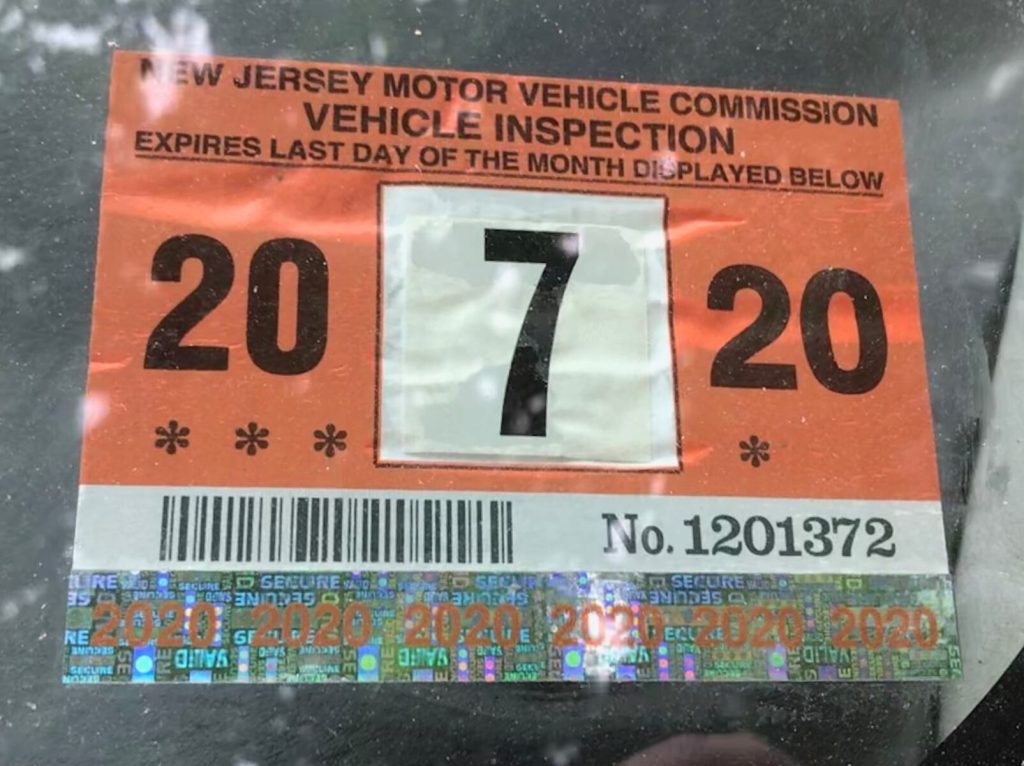 NEW JERSEY MOTOR VEHICLE COMMISSION
VEHICLE INSPECTION
EXPIRES LAST DAY OF THE MONTH DISPLAYED BELOW
20 7 20
* * * *
No. 1201372
2020 2020 2020 2020 2020 2020